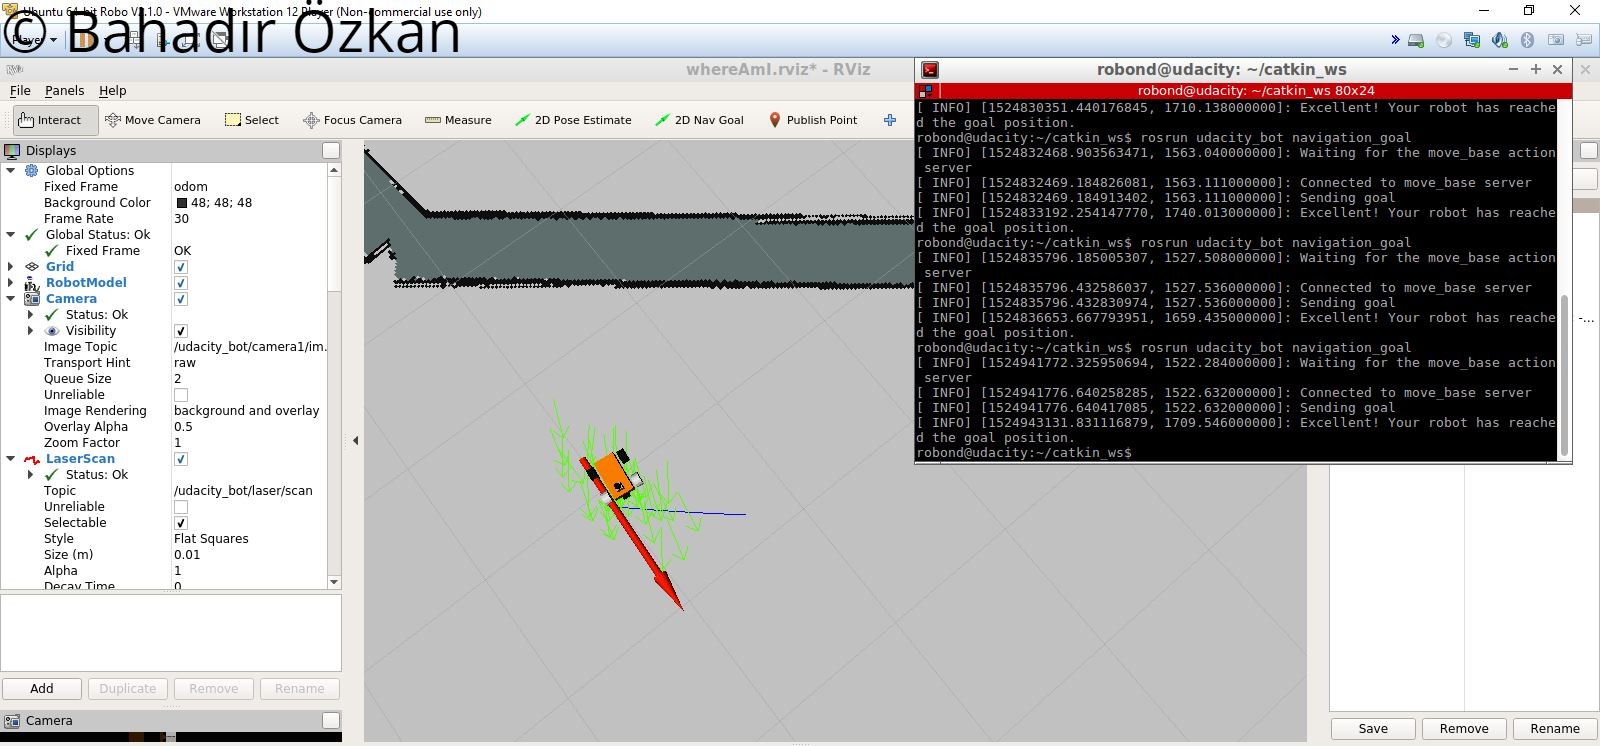 Ubuntu 64-bit Robo V2.1.0 - VMware Workstation 12 Player (Non-commercial use only)
© Bahadır Özkan
Player
whereAmI.rviz* - RViz
File Panels Help
Interact Move Camera Select Focus Camera Measure 2D Pose Estimate 2D Nav Goal Publish Point
Displays
Global Options
Fixed Frame odom
Background Color 48; 48; 48
Frame Rate 30
Global Status: Ok
Fixed Frame OK
Grid
RobotModel
Camera
Status: Ok
Visibility
Image Topic /udacity_bot/camera1/im.
Transport Hint raw
Queue Size 2
Unreliable
Image Rendering background and overlay
Overlay Alpha 0.5
Zoom Factor 1
LaserScan
Status: Ok
Topic /udacity_bot/laser/scan
Unreliable
Selectable
Style Flat Squares
Size (m) 0.01
Alpha 1
Decay Time 0
Add Duplicate Remove Rename
Camera
robond@udacity: ~/catkin_ws
robond@udacity: ~/catkin_ws 80x24
[ INFO] [1524830351.440176845, 1710.138000000]: Excellent! Your robot has reache
d the goal position.
robond@udacity:~/catkin_ws$ rosrun udacity_bot navigation_goal
[ INFO] [1524832468.903563471, 1563.040000000]: Waiting for the move_base action
server
[ INFO] [1524832469.184826081, 1563.111000000]: Connected to move_base server
[ INFO] [1524832469.184913402, 1563.111000000]: Sending goal
[ INFO] [1524833192.254147770, 1740.013000000]: Excellent! Your robot has reache
d the goal position.
robond@udacity:~/catkin_ws$ rosrun udacity_bot navigation_goal
[ INFO] [1524835796.185005307, 1527.508000000]: Waiting for the move_base action
server
[ INFO] [1524835796.432586037, 1527.536000000]: Connected to move_base server
[ INFO] [1524835796.432830974, 1527.536000000]: Sending goal
[ INFO] [1524836653.667793951, 1659.435000000]: Excellent! Your robot has reache
d the goal position.
robond@udacity:~/catkin_ws$ rosrun udacity_bot navigation_goal
[ INFO] [1524941772.325950694, 1522.284000000]: Waiting for the move_base action
server
[ INFO] [1524941776.640258285, 1522.632000000]: Connected to move_base server
[ INFO] [1524941776.640417085, 1522.632000000]: Sending goal
[ INFO] [1524943131.831116879, 1709.546000000]: Excellent! Your robot has reache
d the goal position.
robond@udacity:~/catkin_ws$
-...
Save Remove Rename